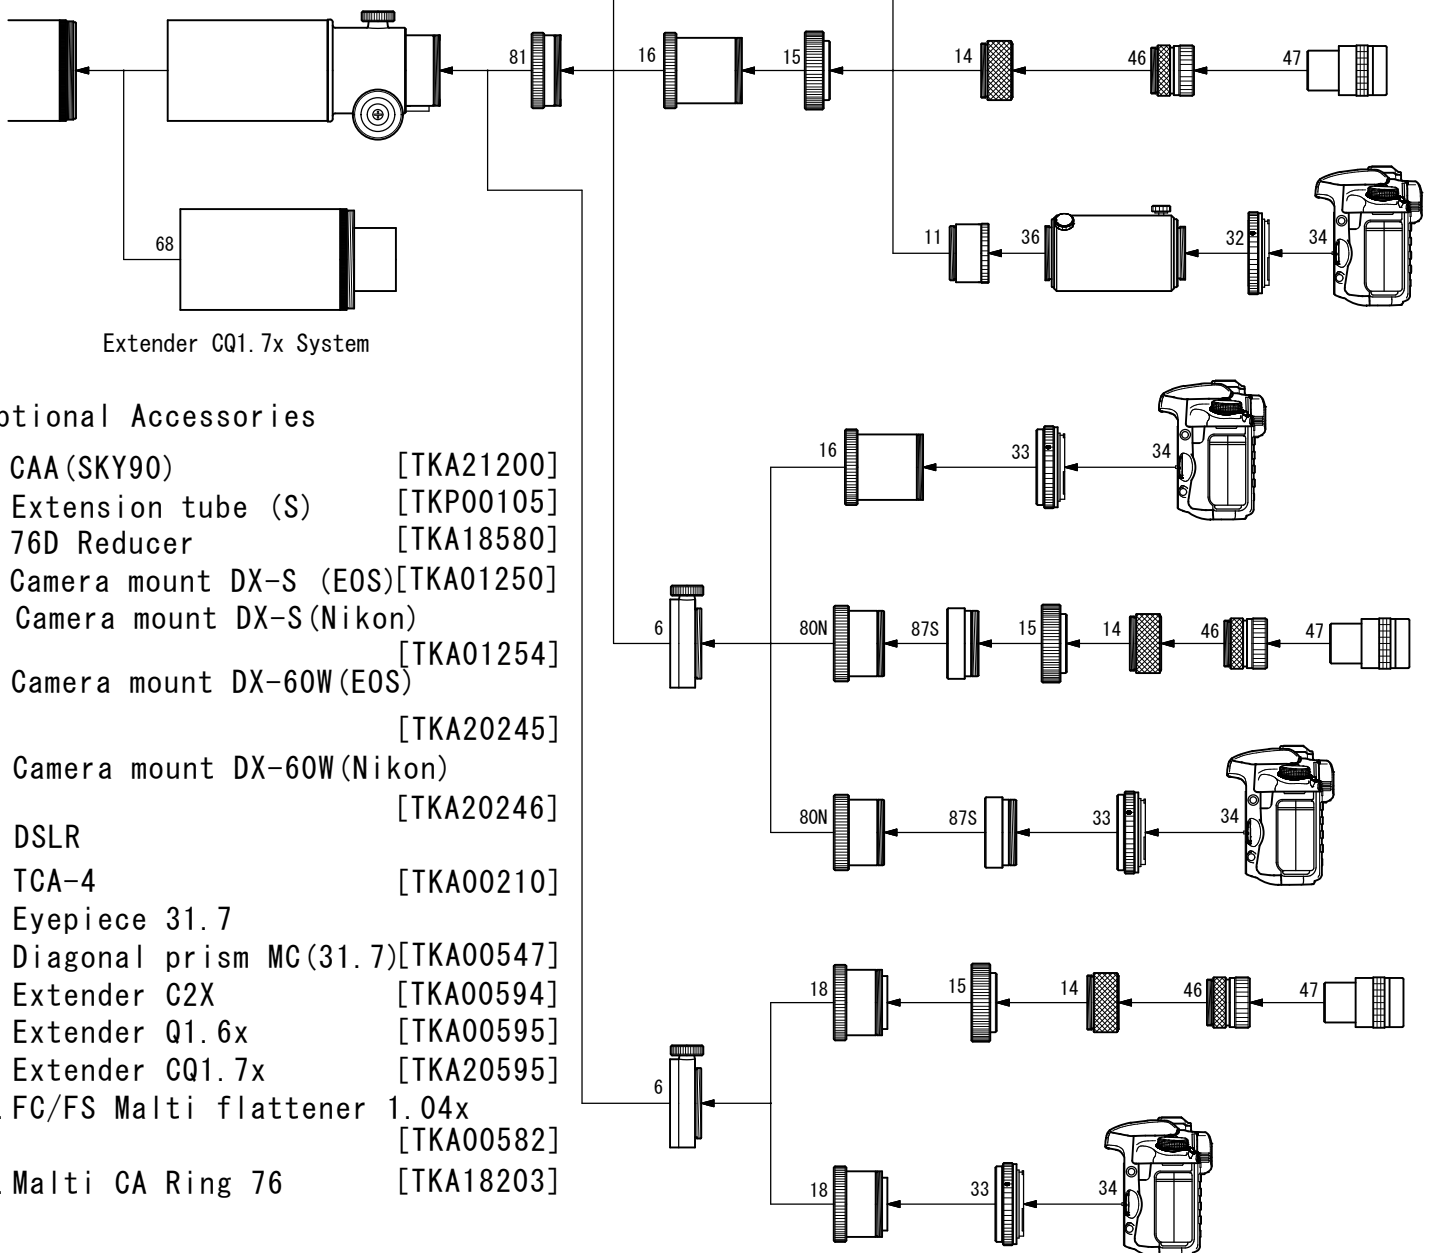 81 16 15 14 46 47
68 11 36 32 34
Extender CQ1.7x System
ptional Accessories
CAA(SKY90) [TKA21200]
Extension tube (S) [TKP00105]
76D Reducer [TKA18580]
Camera mount DX-S (EOS)[TKA01250]
Camera mount DX-S(Nikon)
[TKA01254]
Camera mount DX-60W(EOS)
[TKA20245]
Camera mount DX-60W(Nikon)
[TKA20246]
DSLR
TCA-4 [TKA00210]
Eyepiece 31.7
Diagonal prism MC(31.7)[TKA00547]
Extender C2X [TKA00594]
Extender Q1.6x [TKA00595]
Extender CQ1.7x [TKA20595]
.FC/FS Malti flattener 1.04x
[TKA00582]
.Malti CA Ring 76 [TKA18203]
16 33 34
6 80N 87S 15 14 46 47
80N 87S 33 34
18 15 14 46 47
6
18 33 34